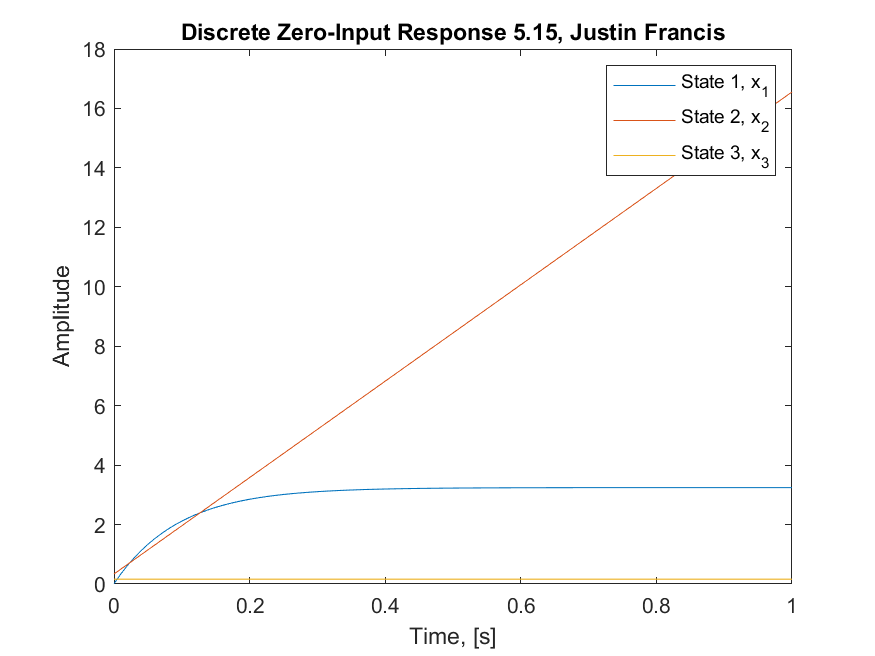 Discrete Zero-Input Response 5.15, Justin Francis
18
16
14
12
10
8
6
4
2
0
Amplitude
State 1, x1
State 2, x2
State 3, x3
0 0.2 0.4 0.6 0.8 1
Time, [s]